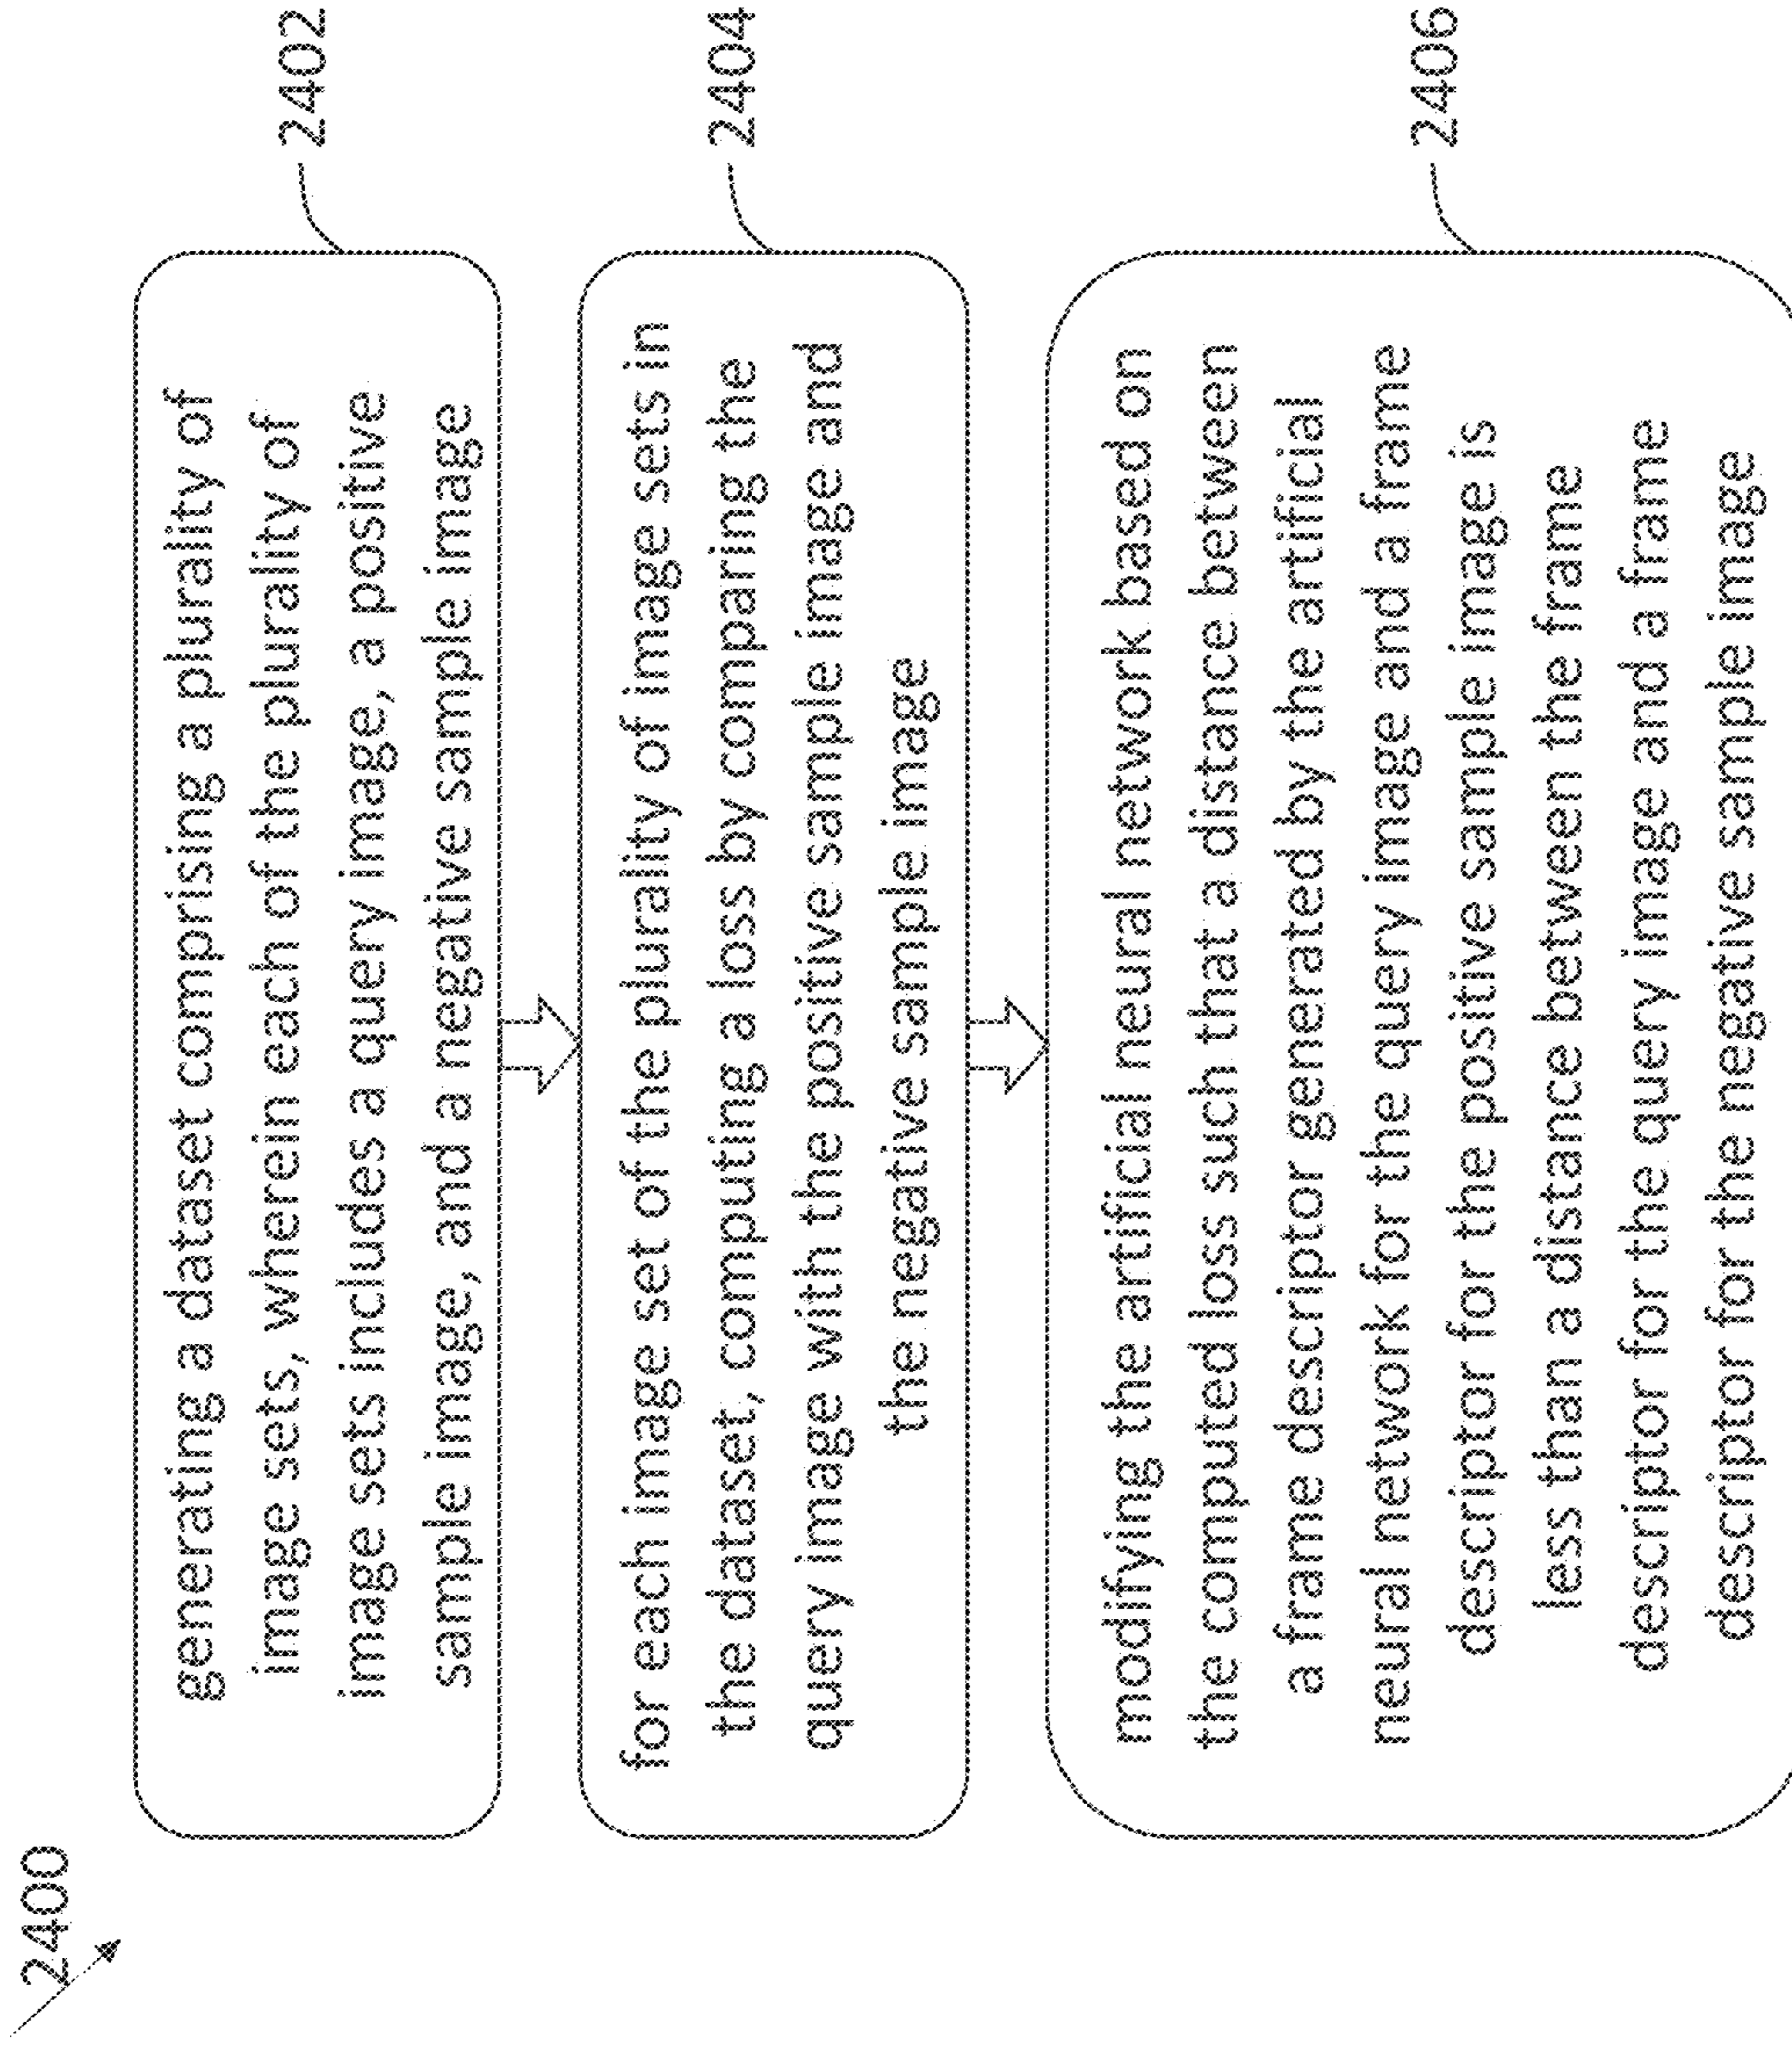 2400
generating a dataset comprising a plurality of
image sets, wherein each of the plurality of
image sets includes a query image, a positive
sample image, and a negative sample image
2402
for each image set of the plurality of image sets in
the dataset, computing a loss by comparing the
query image with the positive sample image and
the negative sample image
2404
modifying the artificial neural network based on
the computed loss such that a distance between
a frame descriptor generated by the artificial
neural network for the query image and a frame
descriptor for the positive sample image is
less than a distance between the frame
descriptor for the query image and a frame
descriptor for the negative sample image
2406